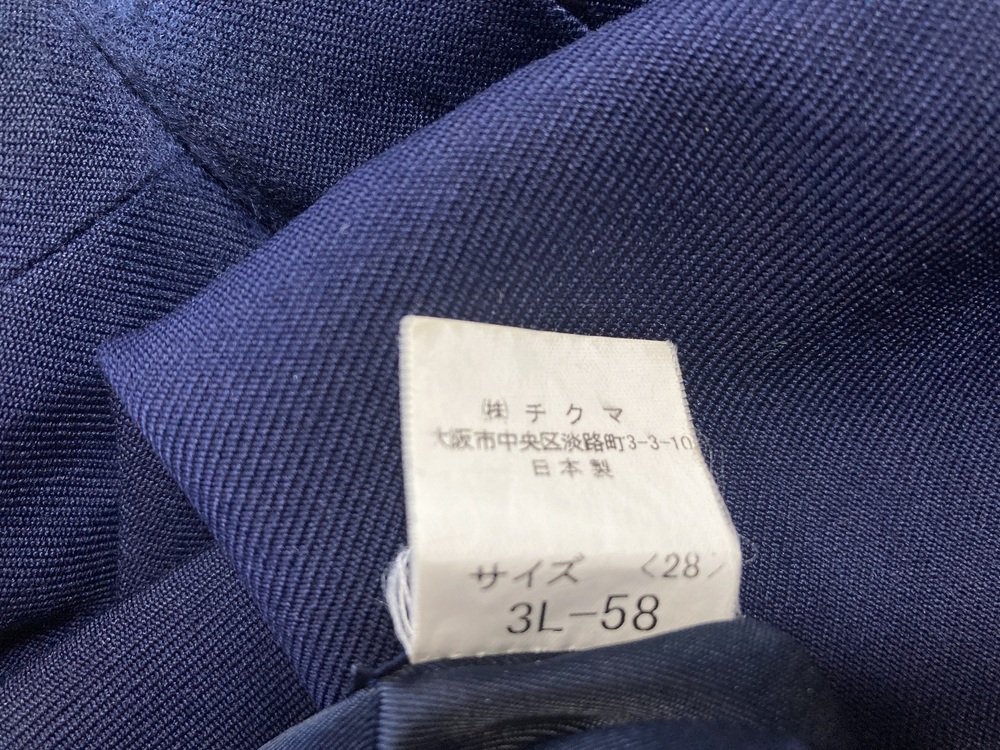 ㈱チクマ
大阪市中央区淡路町3-3-10
日本製
サイズ 〈28〉
3L-58